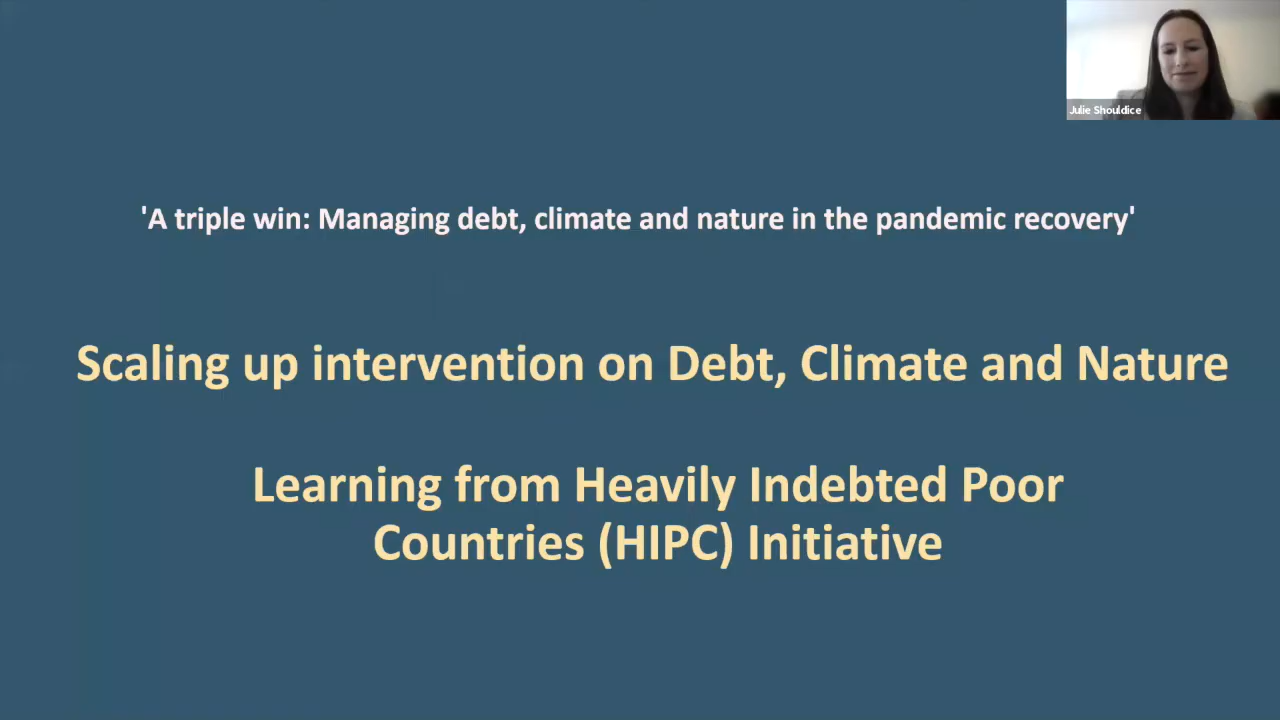 Julie Shouldice
'A triple win: Managing debt, climate and nature in the pandemic recovery'
Scaling up intervention on Debt, Climate and Nature
Learning from Heavily Indebted Poor
Countries (HIPC) Initiative